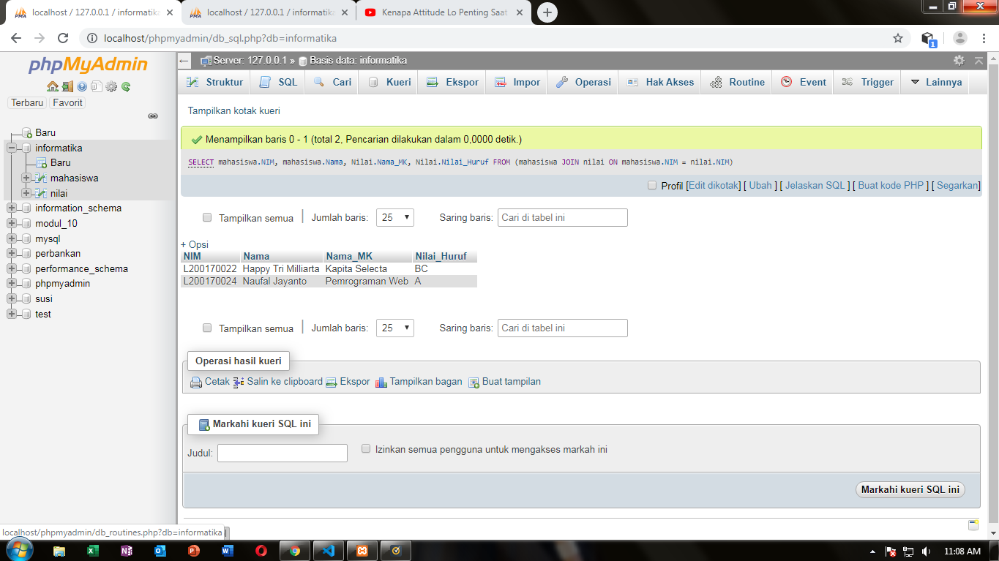 localhost / 127.0.0.1 / informatika
localhost / 127.0.0.1 / informatika
Kenapa Attitude Lo Penting Saat
localhost/phpmyadmin/db_sql.php?db=informatika
1
phpMyAdmin
Terbaru Favorit
Baru
informatika
Baru
mahasiswa
nilai
information_schema
modul_10
mysql
perbankan
performance_schema
phpmyadmin
susi
test
Server: 127.0.0.1 » Basis data: informatika
Struktur SQL Cari Kueri Ekspor Impor Operasi Hak Akses Routine Event Trigger Lainnya
Tampilkan kotak kueri
Menampilkan baris 0 - 1 (total 2, Pencarian dilakukan dalam 0,0000 detik.)
SELECT mahasiswa.NIM, mahasiswa.Nama, Nilai.Nama_MK, Nilai.Nilai_Huruf FROM (mahasiswa JOIN nilai ON mahasiswa.NIM = nilai.NIM)
Profil [Edit dikotak] [ Ubah ] [ Jelaskan SQL ] [ Buat kode PHP ] [ Segarkan]
Tampilkan semua | Jumlah baris: 25 Saring baris: Cari di tabel ini
+ Opsi
NIM Nama Nama_MK Nilai_Huruf
L200170022 Happy Tri Milliarta Kapita Selecta BC
L200170024 Naufal Jayanto Pemrograman Web A
Tampilkan semua | Jumlah baris: 25 Saring baris: Cari di tabel ini
Operasi hasil kueri
Cetak Salin ke clipboard Ekspor Tampilkan bagan Buat tampilan
Markahi kueri SQL ini
Judul: Izinkan semua pengguna untuk mengakses markah ini
Markahi kueri SQL ini
localhost/phpmyadmin/db_routines.php?db=informatika
11:08 AM